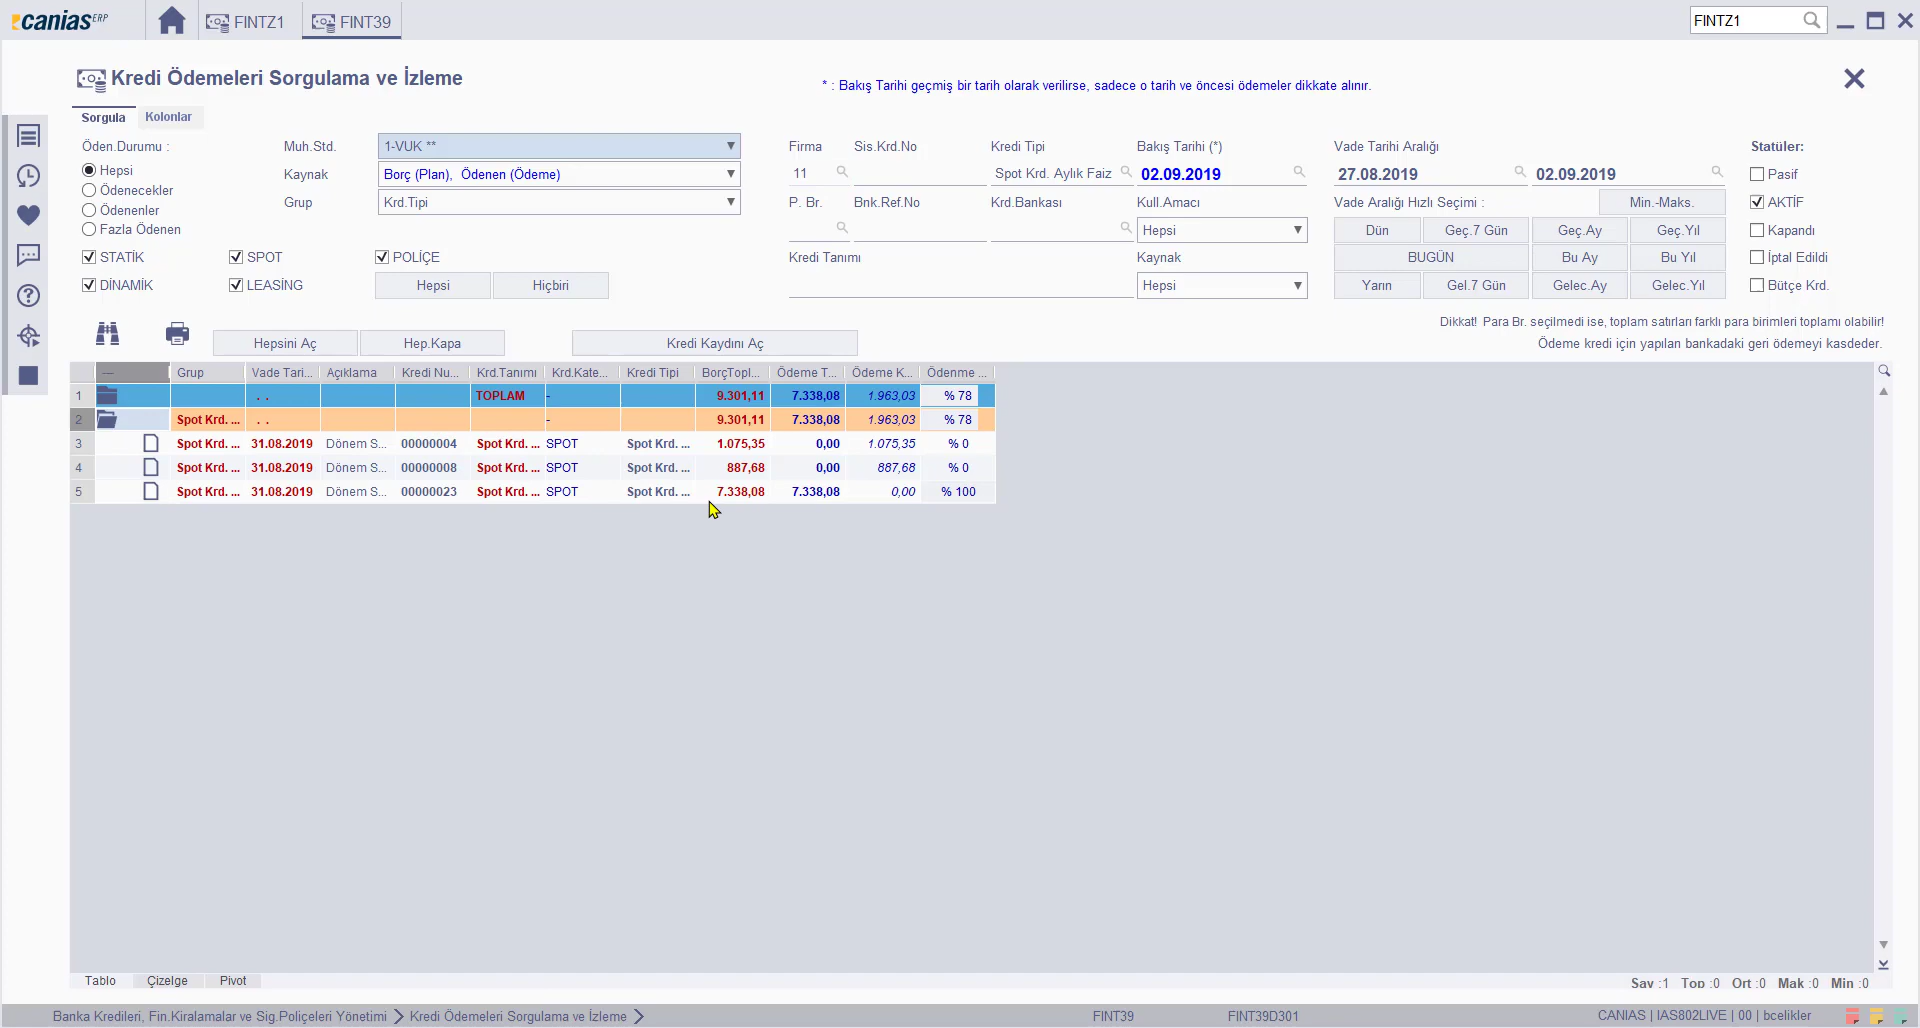 canias ERP
FINTZ1
FINT39
FINTZ1
Kredi Ödemeleri Sorgulama ve İzleme
* : Bakış Tarihi geçmiş bir tarih olarak verilirse, sadece o tarih ve öncesi ödemeler dikkate alınır.
Sorgula Kolonlar
Öden.Durumu : Muh.Std. 1-VUK ** Firma Sis.Krd.No Kredi Tipi Bakış Tarihi (*) Vade Tarihi Aralığı Statüler:
Hepsi Kaynak Borç (Plan), Ödenen (Ödeme) 11 Spot Krd. Aylık Faiz 02.09.2019 27.08.2019 02.09.2019 Pasif
Ödenecekler Grup Krd.Tipi P. Br. Bnk.Ref.No Krd.Bankası Kull.Amacı Vade Aralığı Hızlı Seçimi : Min.-Maks. AKTİF
Ödenenler
Fazla Ödenen Hepsi Dün Geç.7 Gün Geç.Ay Geç.Yıl Kapandı
STATİK SPOT POLİÇE Kredi Tanımı Kaynak BUGÜN Bu Ay Bu Yıl İptal Edildi
DİNAMİK LEASİNG Hepsi Hiçbiri Hepsi Yarın Gel.7 Gün Gelec.Ay Gelec.Yıl Bütçe Krd.
Dikkat! Para Br. seçilmedi ise, toplam satırları farklı para birimleri toplamı olabilir!
Hepsini Aç Hep.Kapa Kredi Kaydını Aç Ödeme kredi için yapılan bankadaki geri ödemeyi kasdeder.
--- Grup Vade Tari... Açıklama Kredi Nu... Krd.Tanımı Krd.Kate... Kredi Tipi BorçTopl... Ödeme T... Ödeme K... Ödenme ...
1 . . TOPLAM - 9.301,11 7.338,08 1.963,03 % 78
2 Spot Krd. ... . . - 9.301,11 7.338,08 1.963,03 % 78
3 Spot Krd. ... 31.08.2019 Dönem S... 00000004 Spot Krd. ... SPOT Spot Krd. ... 1.075,35 0,00 1.075,35 % 0
4 Spot Krd. ... 31.08.2019 Dönem S... 00000008 Spot Krd. ... SPOT Spot Krd. ... 887,68 0,00 887,68 % 0
5 Spot Krd. ... 31.08.2019 Dönem S... 00000023 Spot Krd. ... SPOT Spot Krd. ... 7.338,08 7.338,08 0,00 % 100
Tablo Çizelge Pivot
Say :1 Top :0 Ort :0 Mak :0 Min :0
Banka Kredileri, Fin.Kiralamalar ve Sig.Poliçeleri Yönetimi Kredi Ödemeleri Sorgulama ve İzleme FINT39 FINT39D301 CANIAS | IAS802LIVE | 00 | bcelikler